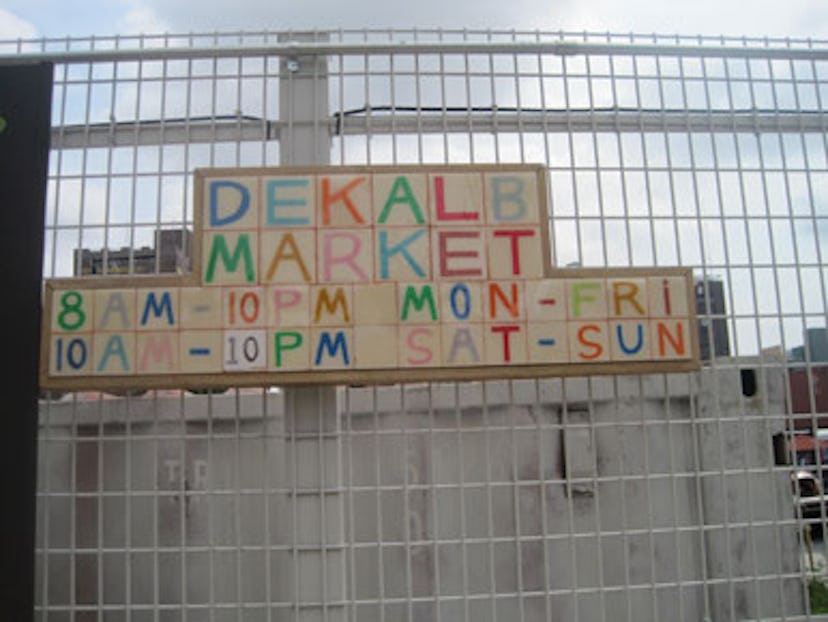 DEKALB
MARKET
8AM-10PM MON-FRi
10AM-10PM SAT-SUN